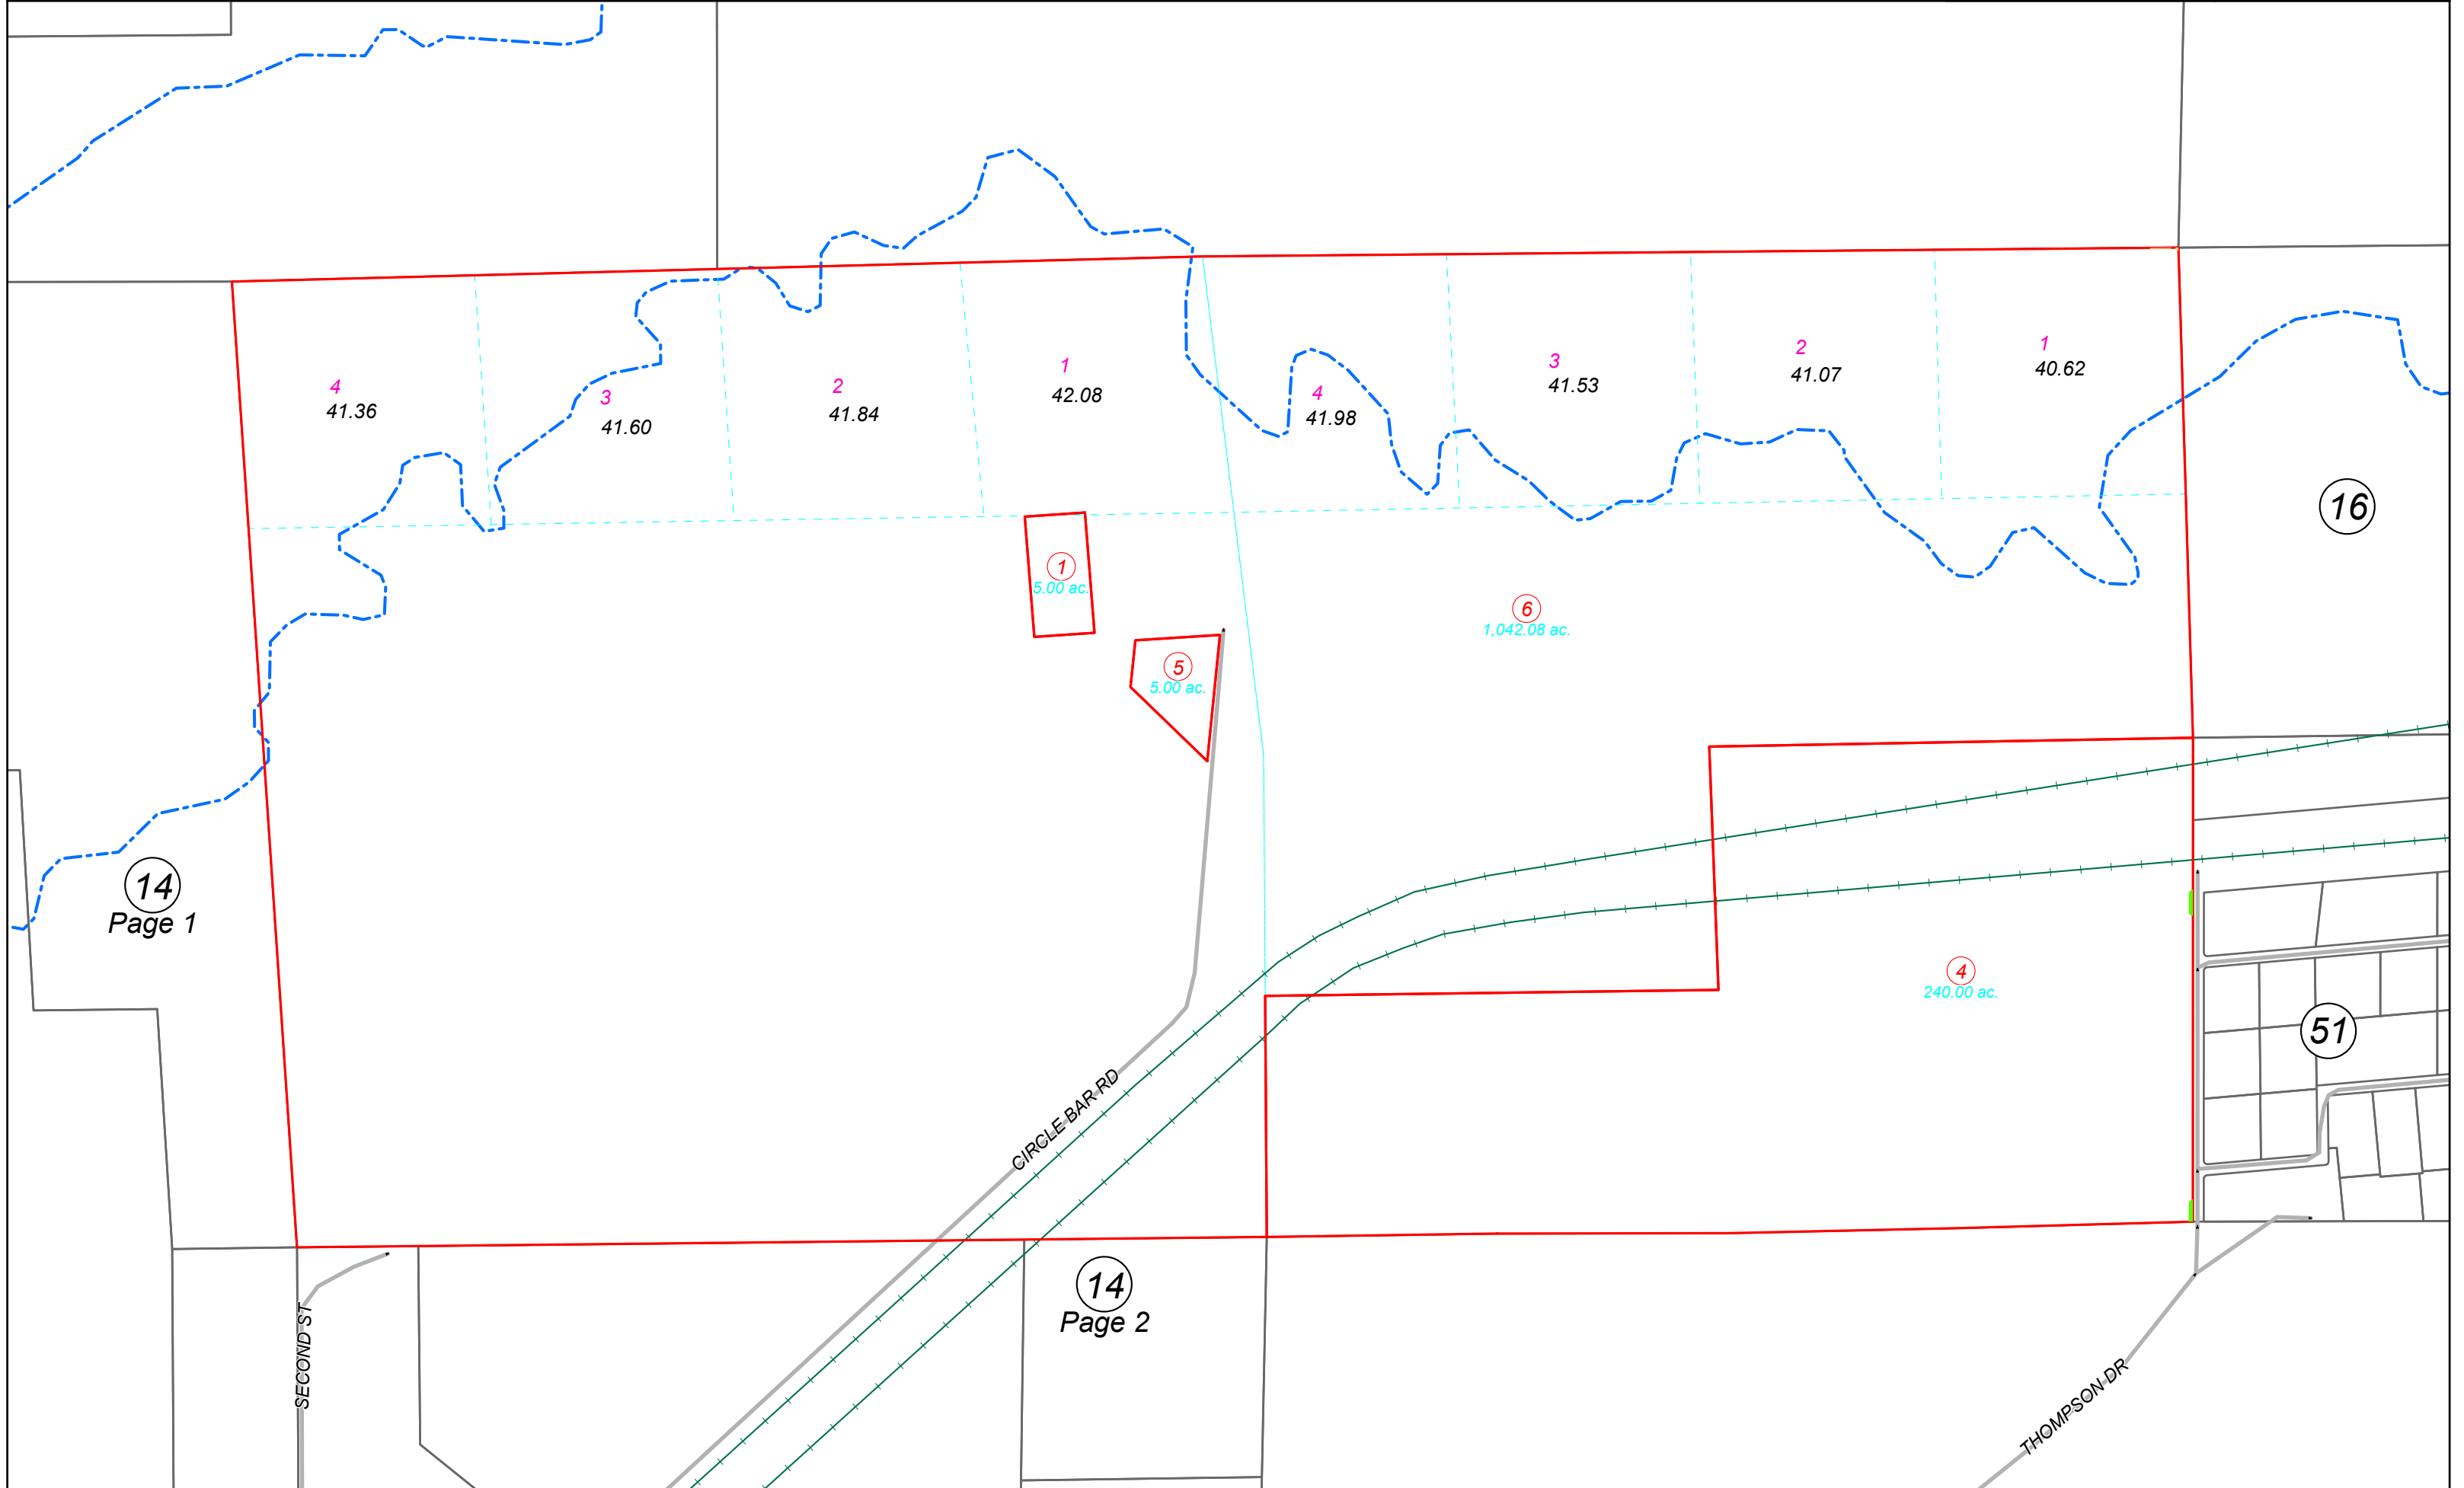 1
40.62
2
41.07
3
41.53
1
42.08
4
41.36
2
41.84
4
41.98
3
41.60
16
1
5.00 ac.
6
1,042.08 ac.
5
5.00 ac.
14
Page 1
4
240.00 ac.
51
CIRCLE BAR RD
14
Page 2
SECOND ST
THOMPSON DR